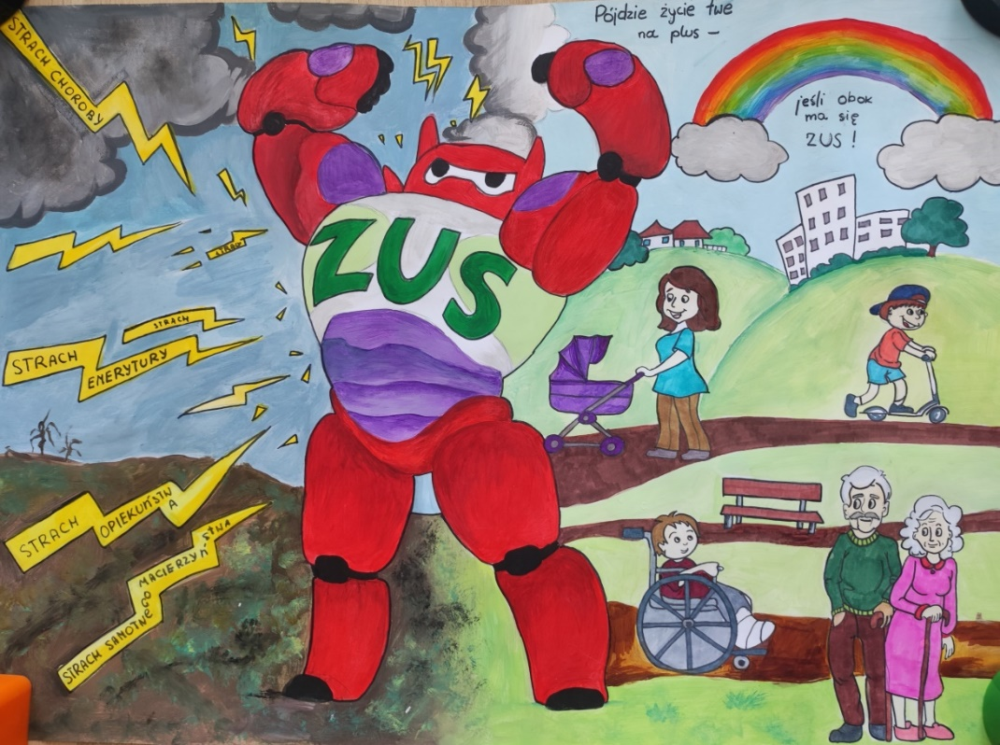 Pójdzie życie twe
na plus –
jeśli obok
ma się
ZUS!
STRACH CHOROBY
ZUS
STRACH
STRACH
EMERYTURY
STRACH
OPIEKUŃSTWA
STRACH SAMOTNEGO
MACIERZYŃSTWA